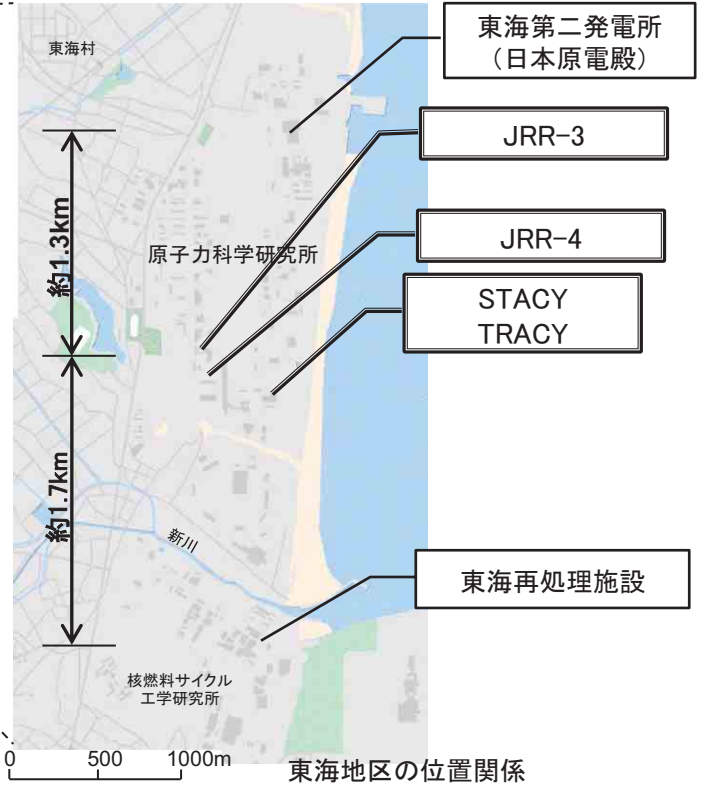 東海村
東海第二発電所
(日本原電殿)
JRR-3
約1.3km
原子力科学研究所
JRR-4
STACY
TRACY
約1.7km
新川
東海再処理施設
核燃料サイクル
工学研究所
0 500 1000m
東海地区の位置関係